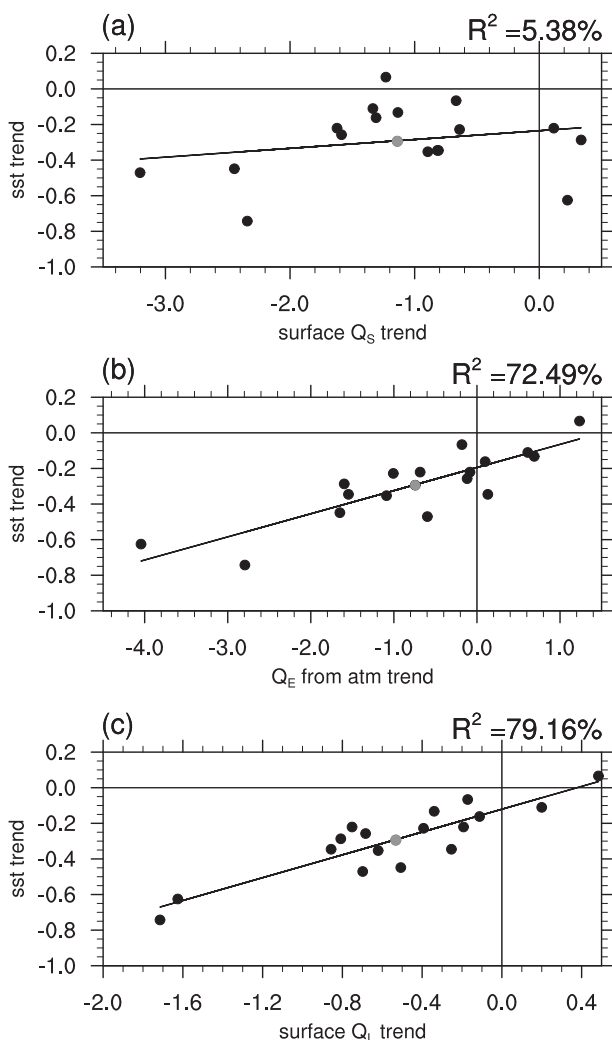 (a) R² =5.38%
0.2
0.0
-0.2
-0.4
-0.6
-0.8
-1.0
sst trend
-3.0 -2.0 -1.0 0.0
surface Q_S trend
(b) R² =72.49%
0.2
0.0
-0.2
-0.4
-0.6
-0.8
-1.0
sst trend
-4.0 -3.0 -2.0 -1.0 0.0 1.0
Q_E from atm trend
(c) R² =79.16%
0.2
0.0
-0.2
-0.4
-0.6
-0.8
-1.0
sst trend
-2.0 -1.6 -1.2 -0.8 -0.4 0.0 0.4
surface Q_L trend